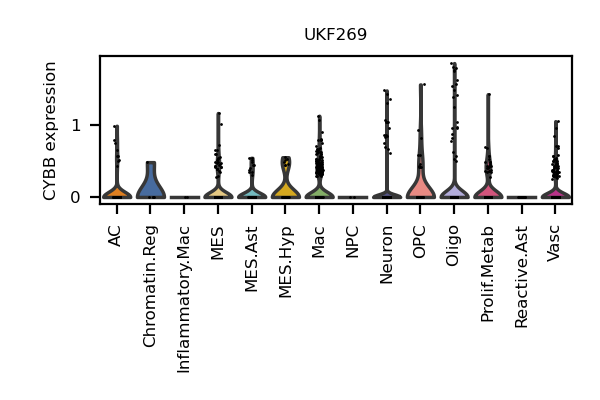 UKF269
CYBB expression
1
0
AC
Chromatin.Reg
Inflammatory.Mac
MES
MES.Ast
MES.Hyp
Mac
NPC
Neuron
OPC
Oligo
Prolif.Metab
Reactive.Ast
Vasc